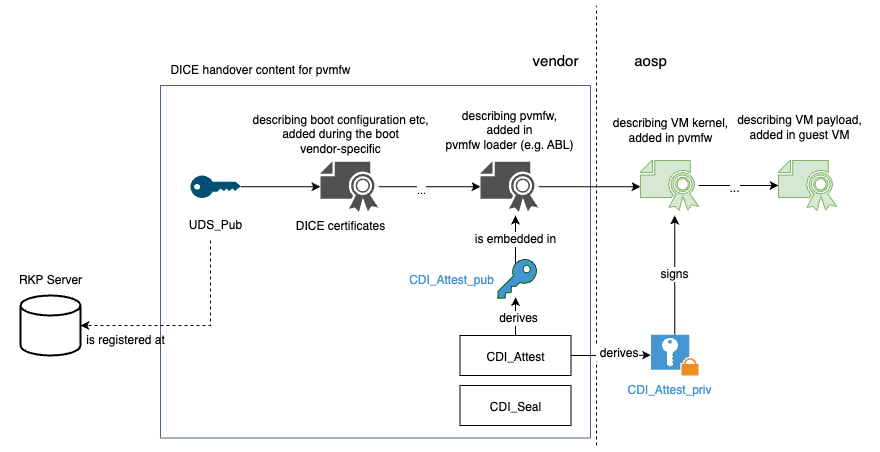 vendor
aosp
DICE handover content for pvmfw
describing boot configuration etc,
added during the boot
vendor-specific
describing pvmfw,
added in
pvmfw loader (e.g. ABL)
describing VM kernel,
added in pvmfw
describing VM payload,
added in guest VM
...
...
UDS_Pub
DICE certificates
is embedded in
CDI_Attest_pub
signs
RKP Server
derives
is registered at
CDI_Attest
derives
CDI_Attest_priv
CDI_Seal